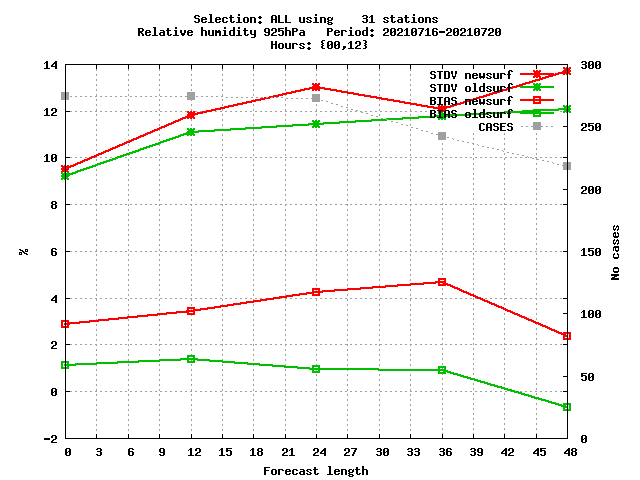 Selection: ALL using    31 stations
Relative humidity 925hPa   Period: 20210716-20210720
Hours: {00,12}
14 300
STDV newsurf
STDV oldsurf
BIAS newsurf
BIAS oldsurf
CASES
12 250
10 200
8
6 150
4 100
2 50
0
-2 0
%
No cases
0 3 6 9 12 15 18 21 24 27 30 33 36 39 42 45 48
Forecast length